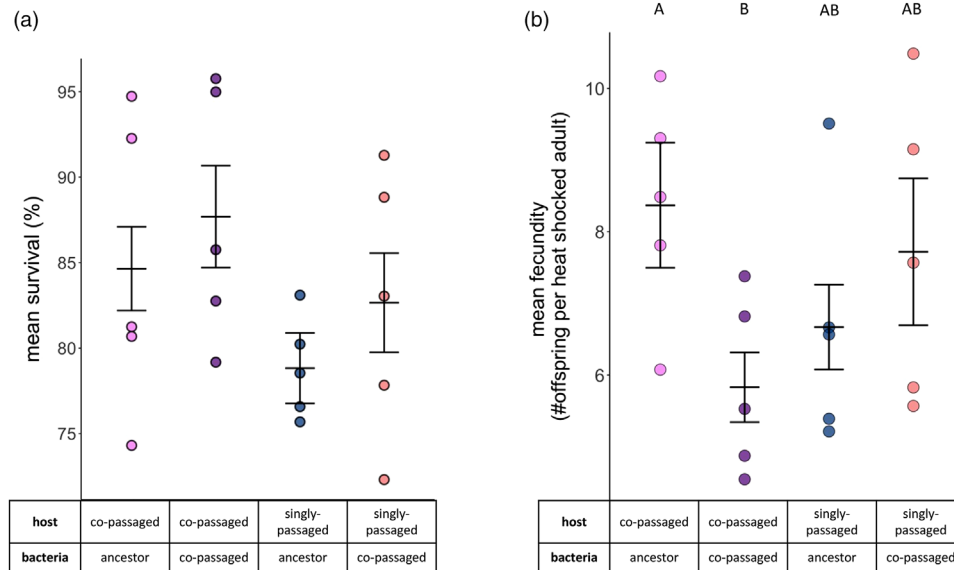 (a)
mean survival (%)
95
90
85
80
75
host
co-passaged
co-passaged
singly-
passaged
singly-
passaged
bacteria
ancestor
co-passaged
ancestor
co-passaged
(b)
A
B
AB
AB
mean fecundity
(#offspring per heat shocked adult)
10
8
6
host
co-passaged
co-passaged
singly-
passaged
singly-
passaged
bacteria
ancestor
co-passaged
ancestor
co-passaged